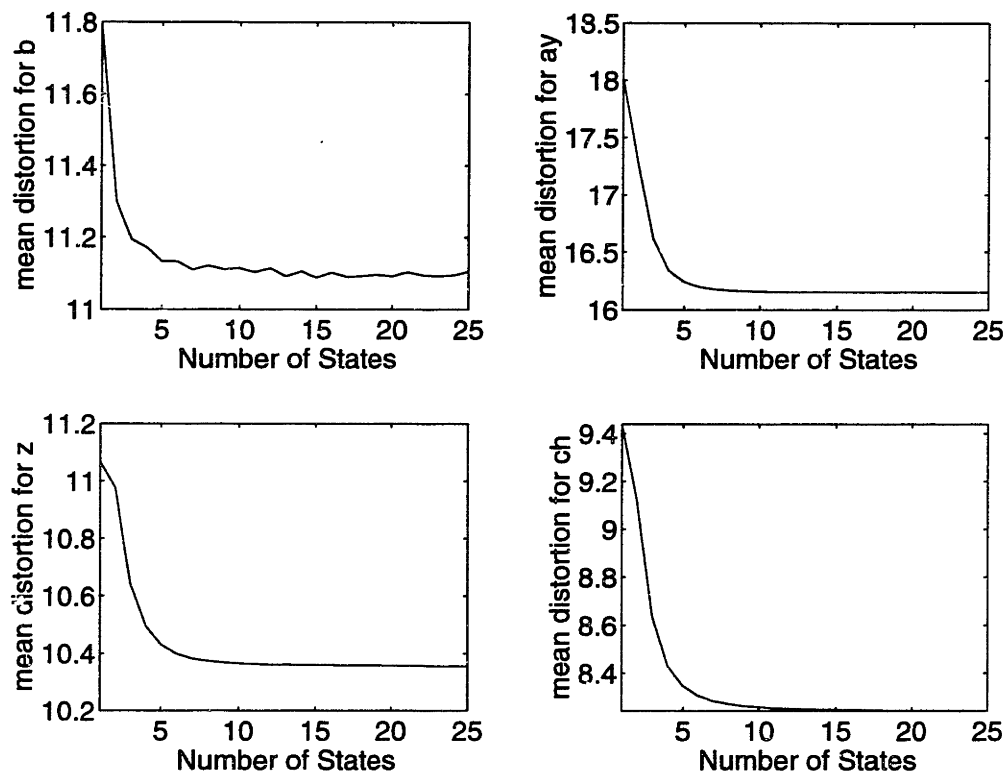 mean distortion for b
11.8
11.6
11.4
11.2
11
5 10 15 20 25
Number of States
mean distortion for ay
18.5
18
17.5
17
16.5
16
5 10 15 20 25
Number of States
mean distortion for z
11.2
11
10.8
10.6
10.4
10.2
5 10 15 20 25
Number of States
mean distortion for ch
9.4
9.2
9
8.8
8.6
8.4
5 10 15 20 25
Number of States